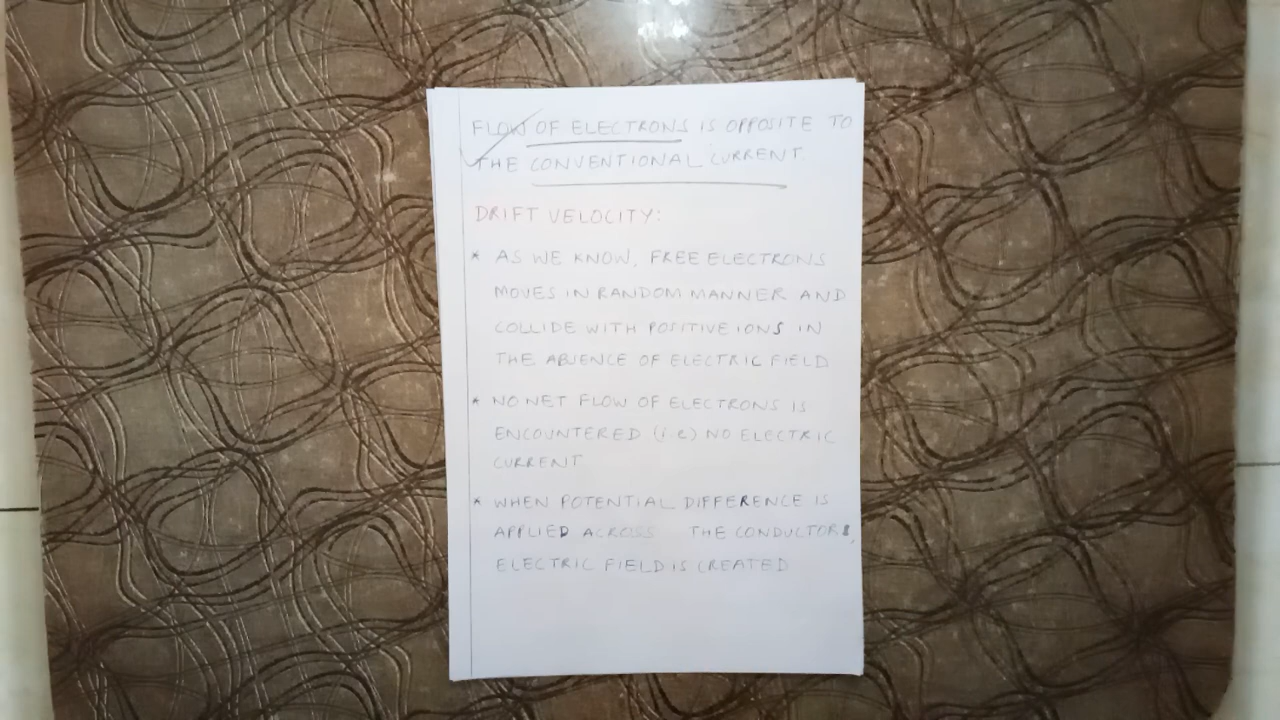 FLOW OF ELECTRONS IS OPPOSITE TO
THE CONVENTIONAL CURRENT.
DRIFT VELOCITY:
* AS WE KNOW, FREE ELECTRONS
MOVES IN RANDOM MANNER AND
COLLIDE WITH POSITIVE IONS IN
THE ABSENCE OF ELECTRIC FIELD
* NO NET FLOW OF ELECTRONS IS
ENCOUNTERED (i.e) NO ELECTRIC
CURRENT
* WHEN POTENTIAL DIFFERENCE IS
APPLIED ACROSS THE CONDUCTORS,
ELECTRIC FIELD IS CREATED